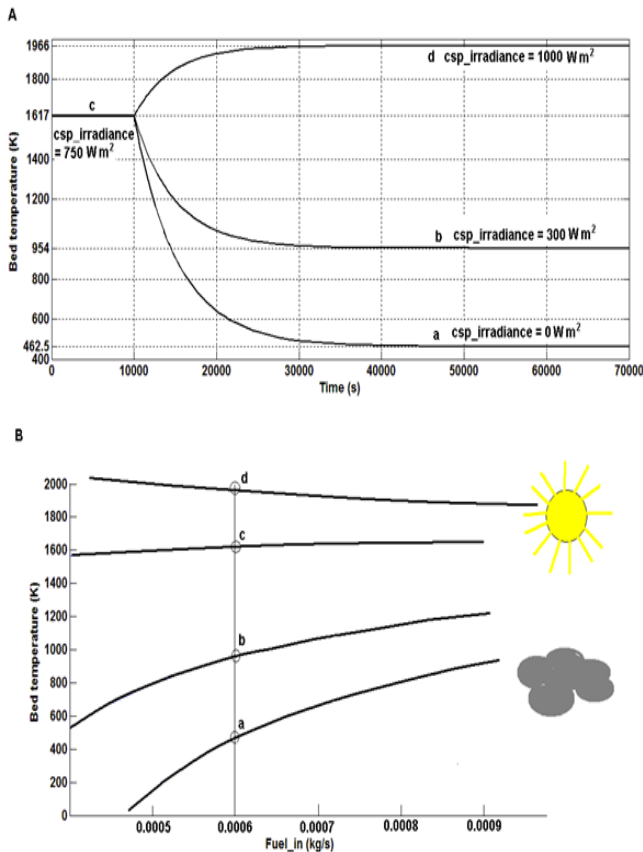 A
1966
1800
1617
1400
1200
954
800
600
462.5
400
Bed temperature (K)
c
csp_irradiance
= 750 W m²
d csp_irradiance = 1000 W m²
b csp_irradiance = 300 W m²
a csp_irradiance = 0 W m²
0 10000 20000 30000 40000 50000 60000 70000
Time (s)
B
2000
1800
1600
1400
1200
1000
800
600
400
200
0
Bed temperature (K)
d
c
b
a
0.0005 0.0006 0.0007 0.0008 0.0009
Fuel_in (kg/s)